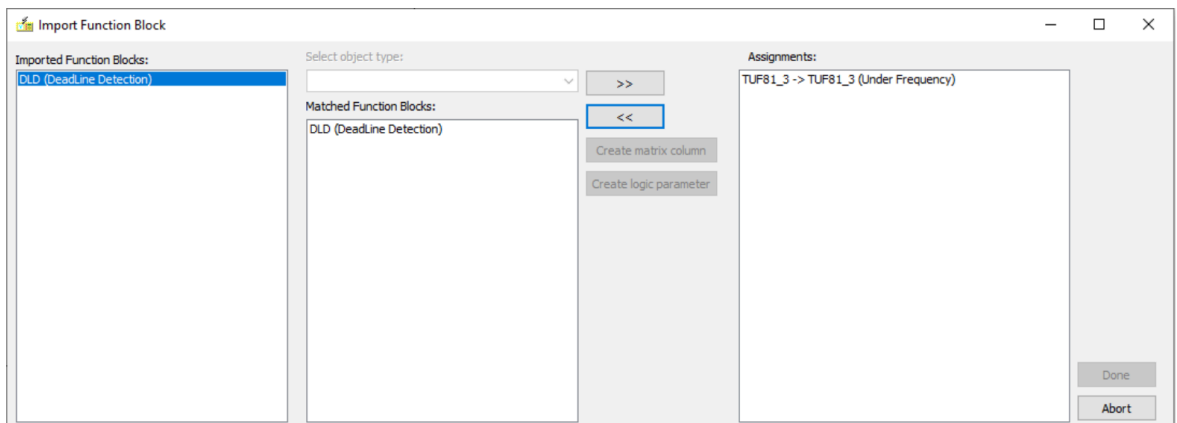 Import Function Block
Imported Function Blocks:
DLD (DeadLine Detection)
Select object type:
Matched Function Blocks:
DLD (DeadLine Detection)
>>
<<
Create matrix column
Create logic parameter
Assignments:
TUF81_3 -> TUF81_3 (Under Frequency)
Done
Abort